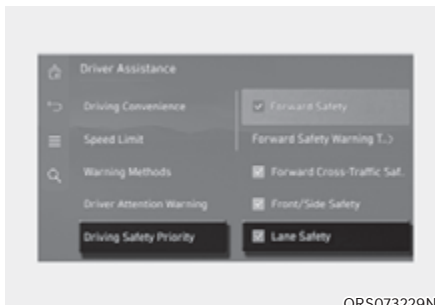 Driver Assistance
Driving Convenience
Speed Limit
Warning Methods
Driver Attention Warning
Driving Safety Priority
Forward Safety
Forward Safety Warning T..>
Forward Cross-Traffic Saf..
Front/Side Safety
Lane Safety
ORS073229N